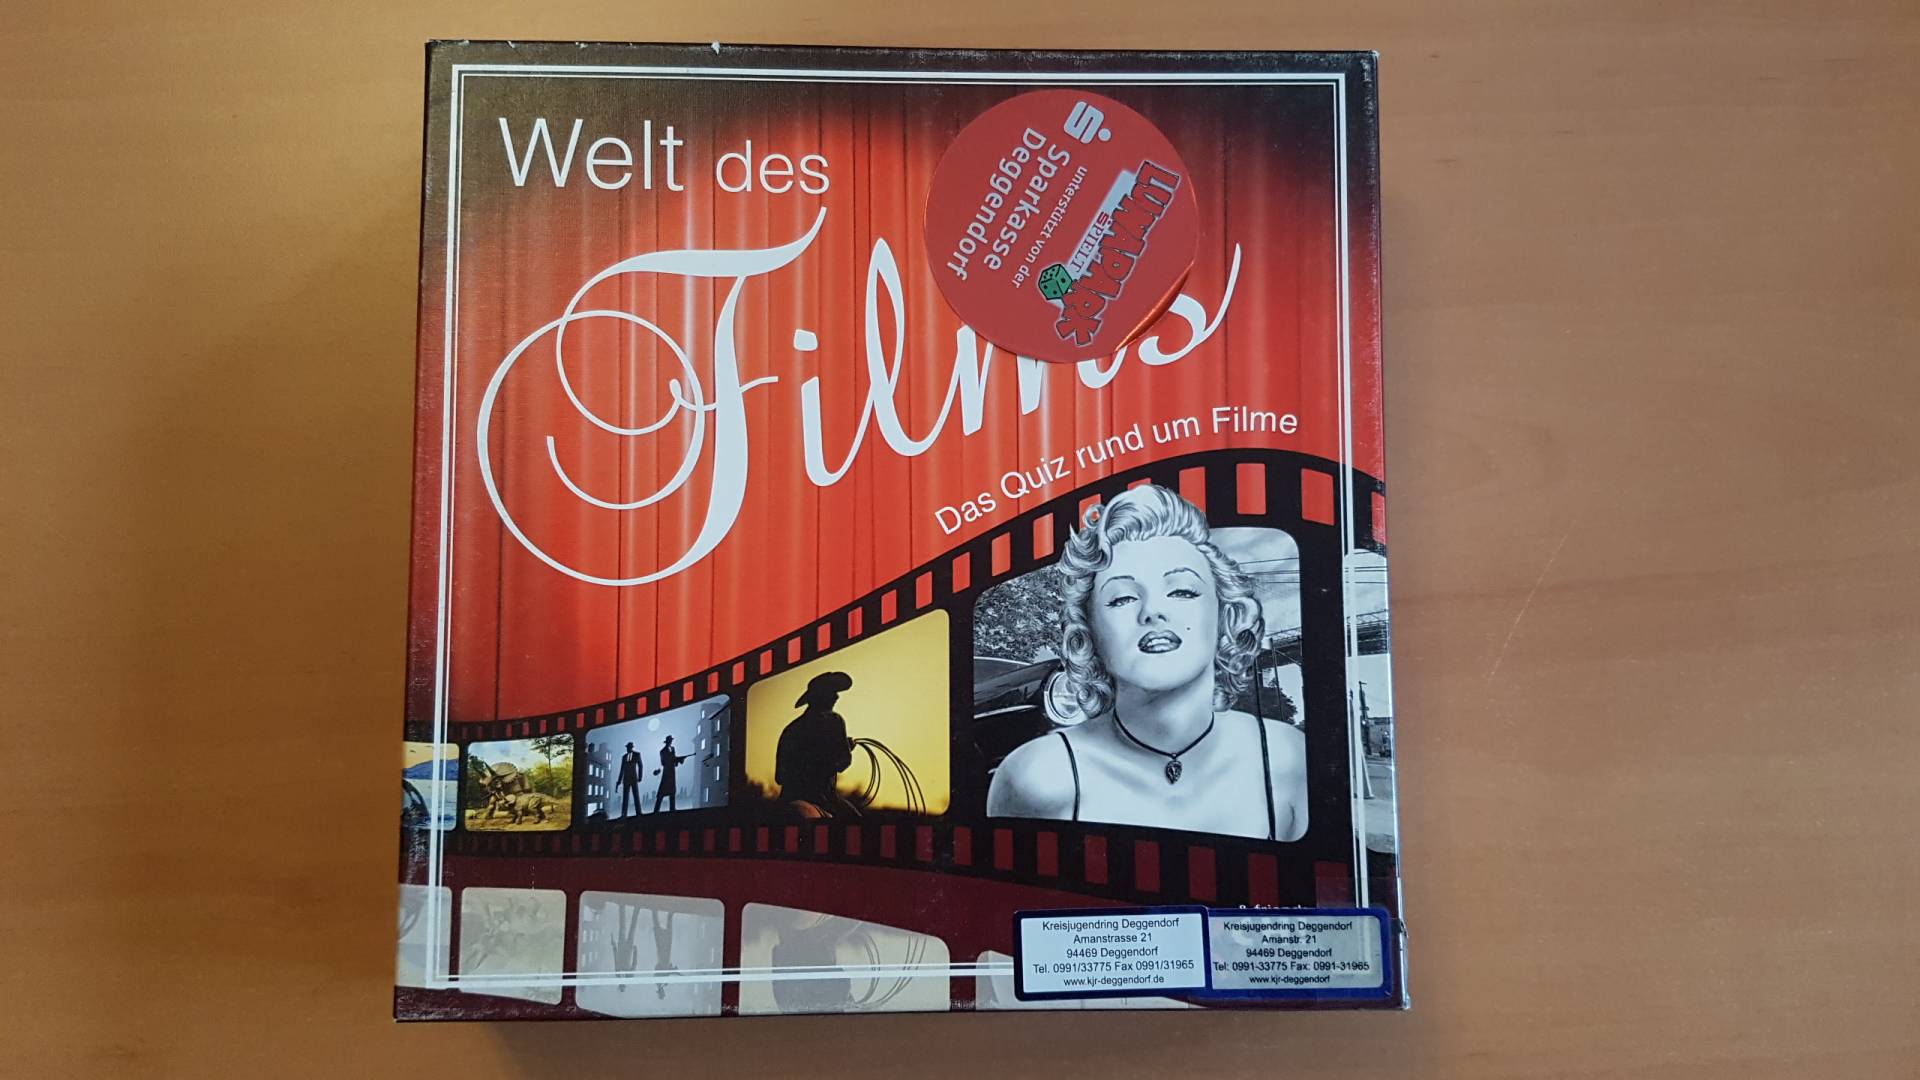 Welt des
Films
Das Quiz rund um Filme
LUNAPARK
SPIELT
unterstützt von der
Sparkasse
Deggendorf
Kreisjugendring Deggendorf
Amanstrasse 21
94469 Deggendorf
Tel. 0991/33775 Fax 0991/31965
www.kjr-deggendorf.de
Kreisjugendring Deggendorf
Amanstr. 21
94469 Deggendorf
Tel: 0991-33775 Fax: 0991-31965
www.kjr-deggendorf